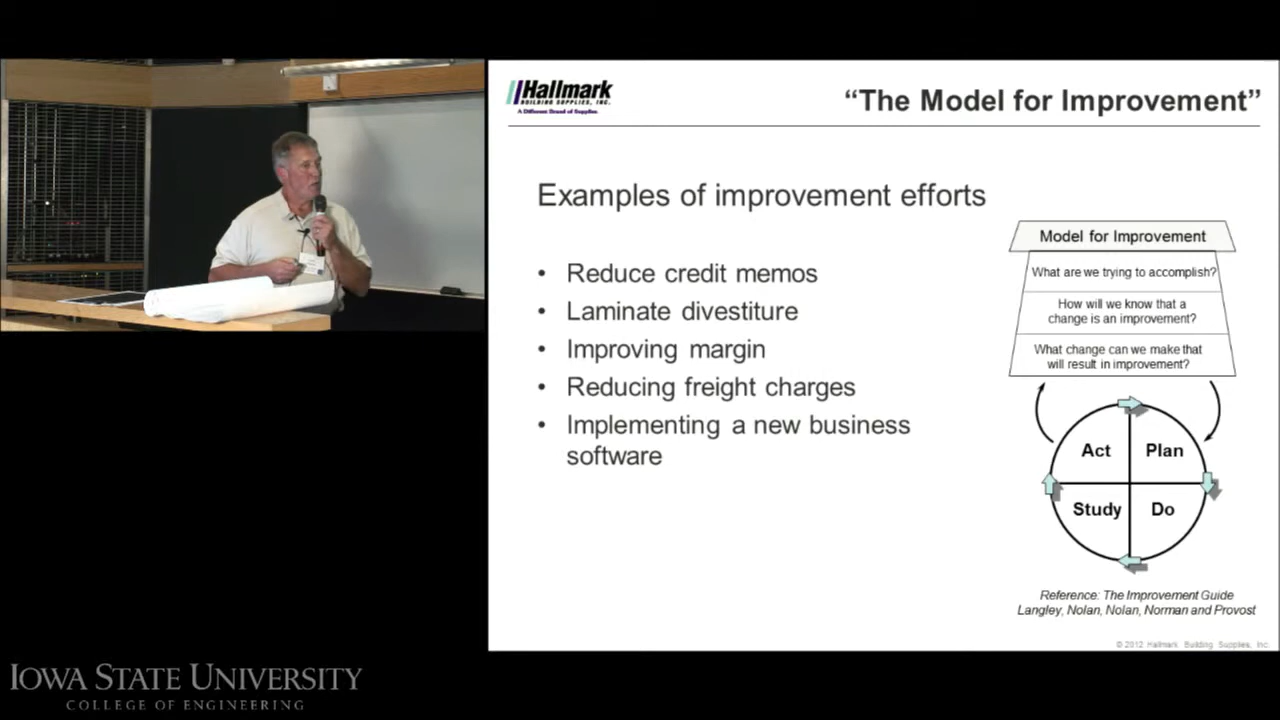 Hallmark
BUILDING SUPPLIES, INC.
A Different Brand of Supplier
“The Model for Improvement”
Examples of improvement efforts
• Reduce credit memos
• Laminate divestiture
• Improving margin
• Reducing freight charges
• Implementing a new business
software
Model for Improvement
What are we trying to accomplish?
How will we know that a
change is an improvement?
What change can we make that
will result in improvement?
Act
Plan
Study
Do
Reference: The Improvement Guide
Langley, Nolan, Nolan, Norman and Provost
© 2012 Hallmark Building Supplies, Inc.
IOWA STATE UNIVERSITY
COLLEGE OF ENGINEERING